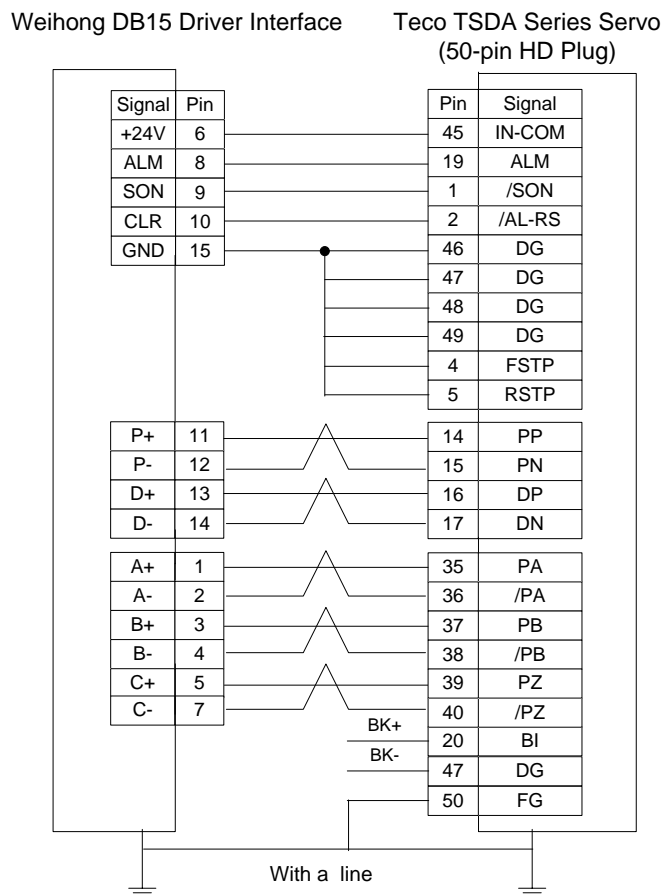 Weihong DB15 Driver Interface Teco TSDA Series Servo
(50-pin HD Plug)
Signal Pin Pin Signal
+24V 6 45 IN-COM
ALM 8 19 ALM
SON 9 1 /SON
CLR 10 2 /AL-RS
GND 15 46 DG
47 DG
48 DG
49 DG
4 FSTP
5 RSTP
P+ 11 14 PP
P- 12 15 PN
D+ 13 16 DP
D- 14 17 DN
A+ 1 35 PA
A- 2 36 /PA
B+ 3 37 PB
B- 4 38 /PB
C+ 5 39 PZ
C- 7 40 /PZ
BK+ 20 BI
BK- 47 DG
50 FG
With a line